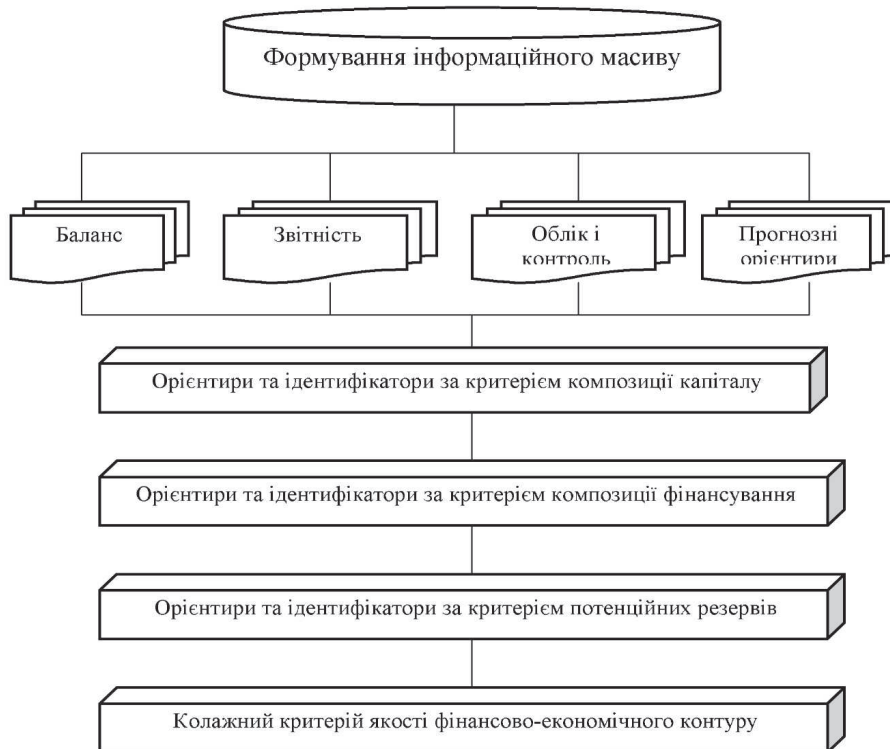 Формування інформаційного масиву
Баланс
Звітність
Облік і
контроль
Прогнозні
орієнтири
Орієнтири та ідентифікатори за критерієм композиції капіталу
Орієнтири та ідентифікатори за критерієм композиції фінансування
Орієнтири та ідентифікатори за критерієм потенційних резервів
Колажний критерій якості фінансово-економічного контуру